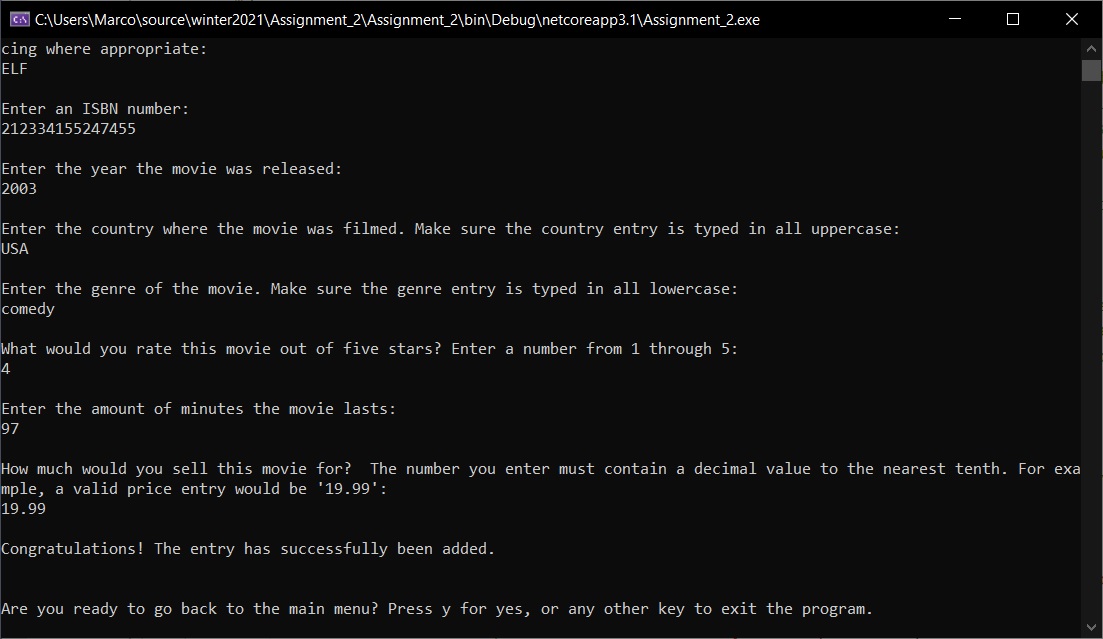 C:\Users\Marco\source\winter2021\Assignment_2\Assignment_2\bin\Debug\netcoreapp3.1\Assignment_2.exe
cing where appropriate:
ELF
Enter an ISBN number:
212334155247455
Enter the year the movie was released:
2003
Enter the country where the movie was filmed. Make sure the country entry is typed in all uppercase:
USA
Enter the genre of the movie. Make sure the genre entry is typed in all lowercase:
comedy
What would you rate this movie out of five stars? Enter a number from 1 through 5:
4
Enter the amount of minutes the movie lasts:
97
How much would you sell this movie for?  The number you enter must contain a decimal value to the nearest tenth. For exa
mple, a valid price entry would be '19.99':
19.99
Congratulations! The entry has successfully been added.
Are you ready to go back to the main menu? Press y for yes, or any other key to exit the program.